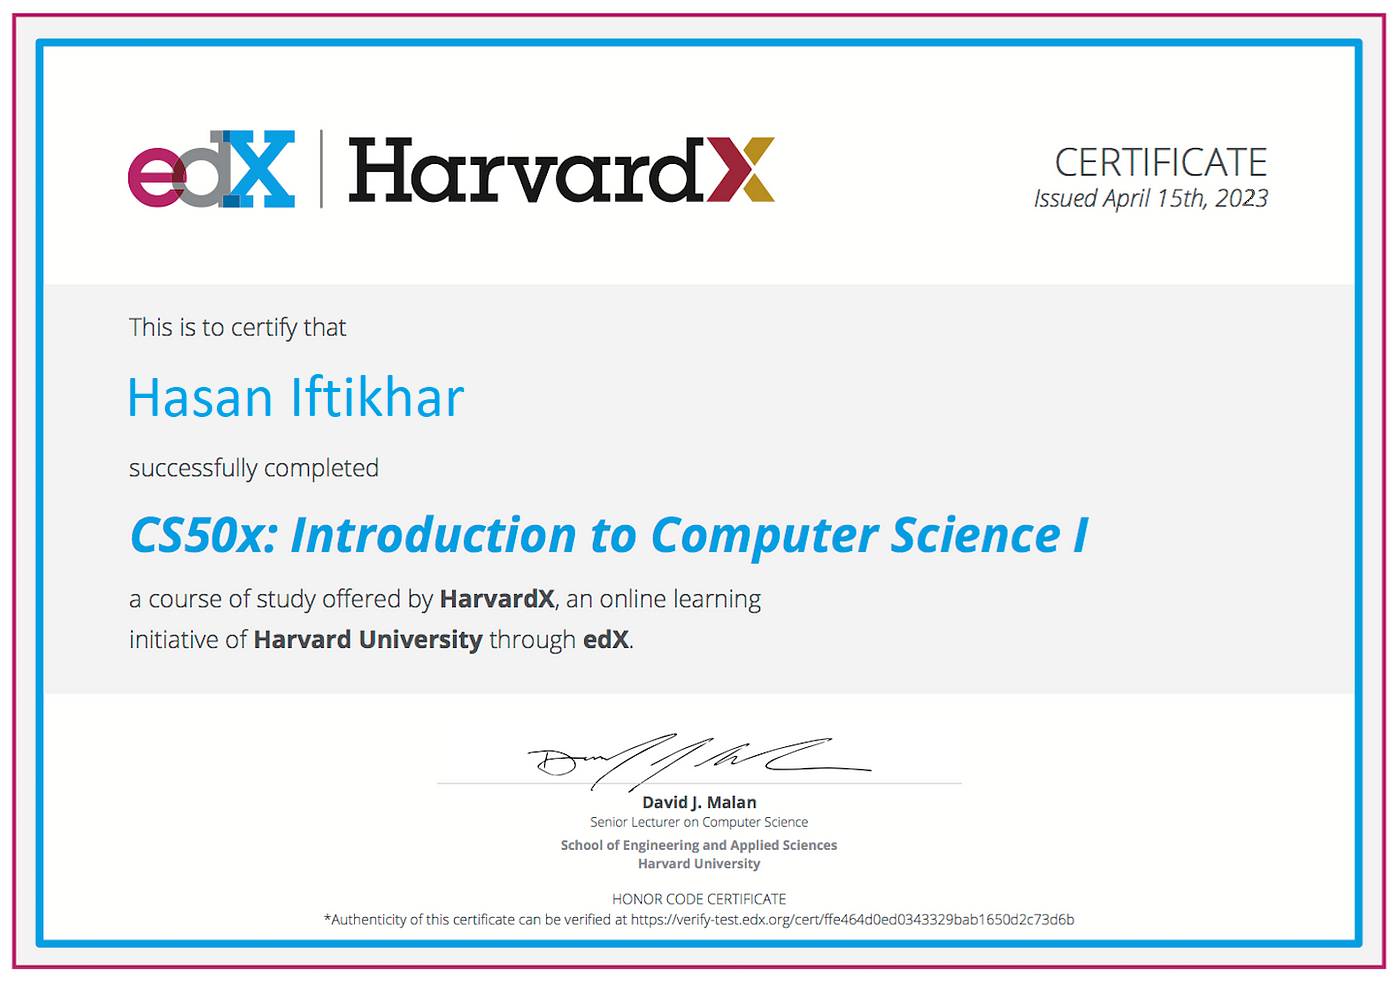 edX | HarvardX
CERTIFICATE
Issued April 15th, 2023
This is to certify that
Hasan Iftikhar
successfully completed
CS50x: Introduction to Computer Science I
a course of study offered by HarvardX, an online learning
initiative of Harvard University through edX.
David J. Malan
Senior Lecturer on Computer Science
School of Engineering and Applied Sciences
Harvard University
HONOR CODE CERTIFICATE
*Authenticity of this certificate can be verified at https://verify-test.edx.org/cert/ffe464d0ed0343329bab1650d2c73d6b